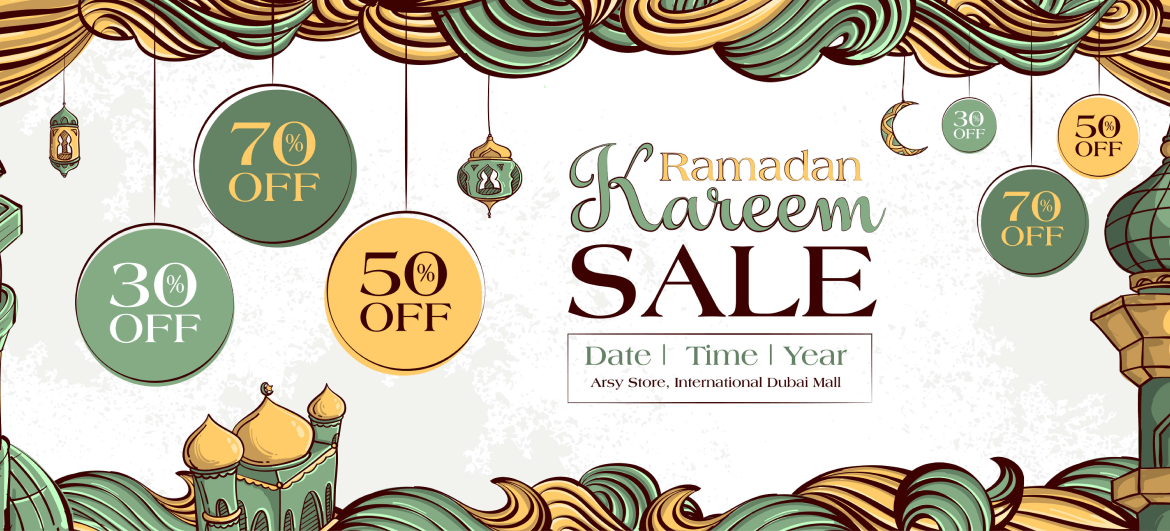 70%
OFF
30%
OFF
50%
OFF
Ramadan
Kareem
SALE
Date | Time | Year
Arsy Store, International Dubai Mall
30%
OFF
50%
OFF
70%
OFF